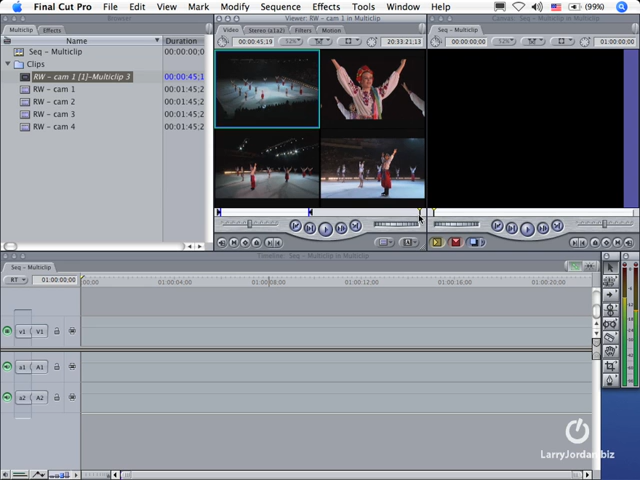 Final Cut Pro File Edit View Mark Modify Sequence Effects Tools Window Help (99%)
Browser
Multiclip Effects
Name Duration
Seq – Multiclip 00:00:00:0
Clips
RW – cam 1 [1]–Multiclip 3 00:00:45:1
RW – cam 1 00:01:45;2
RW – cam 2 00:01:45;2
RW – cam 3 00:01:45;2
RW – cam 4 00:01:45;2
Viewer: RW – cam 1 in Multiclip
Video Stereo (a1a2) Filters Motion
00:00:45;19 20:33:21;13
Canvas: Seq – Multiclip in Multiclip
00:00:00;00 01:00:00;00
Timeline: Seq – Multiclip in Multiclip
Seq – Multiclip
RT 01:00:00;00 00:00 01:00:04;00 01:00:08;00 01:00:12;00 01:00:16;00 01:00:20;00
v1 V1
a1 A1
a2 A2
LarryJordan.biz